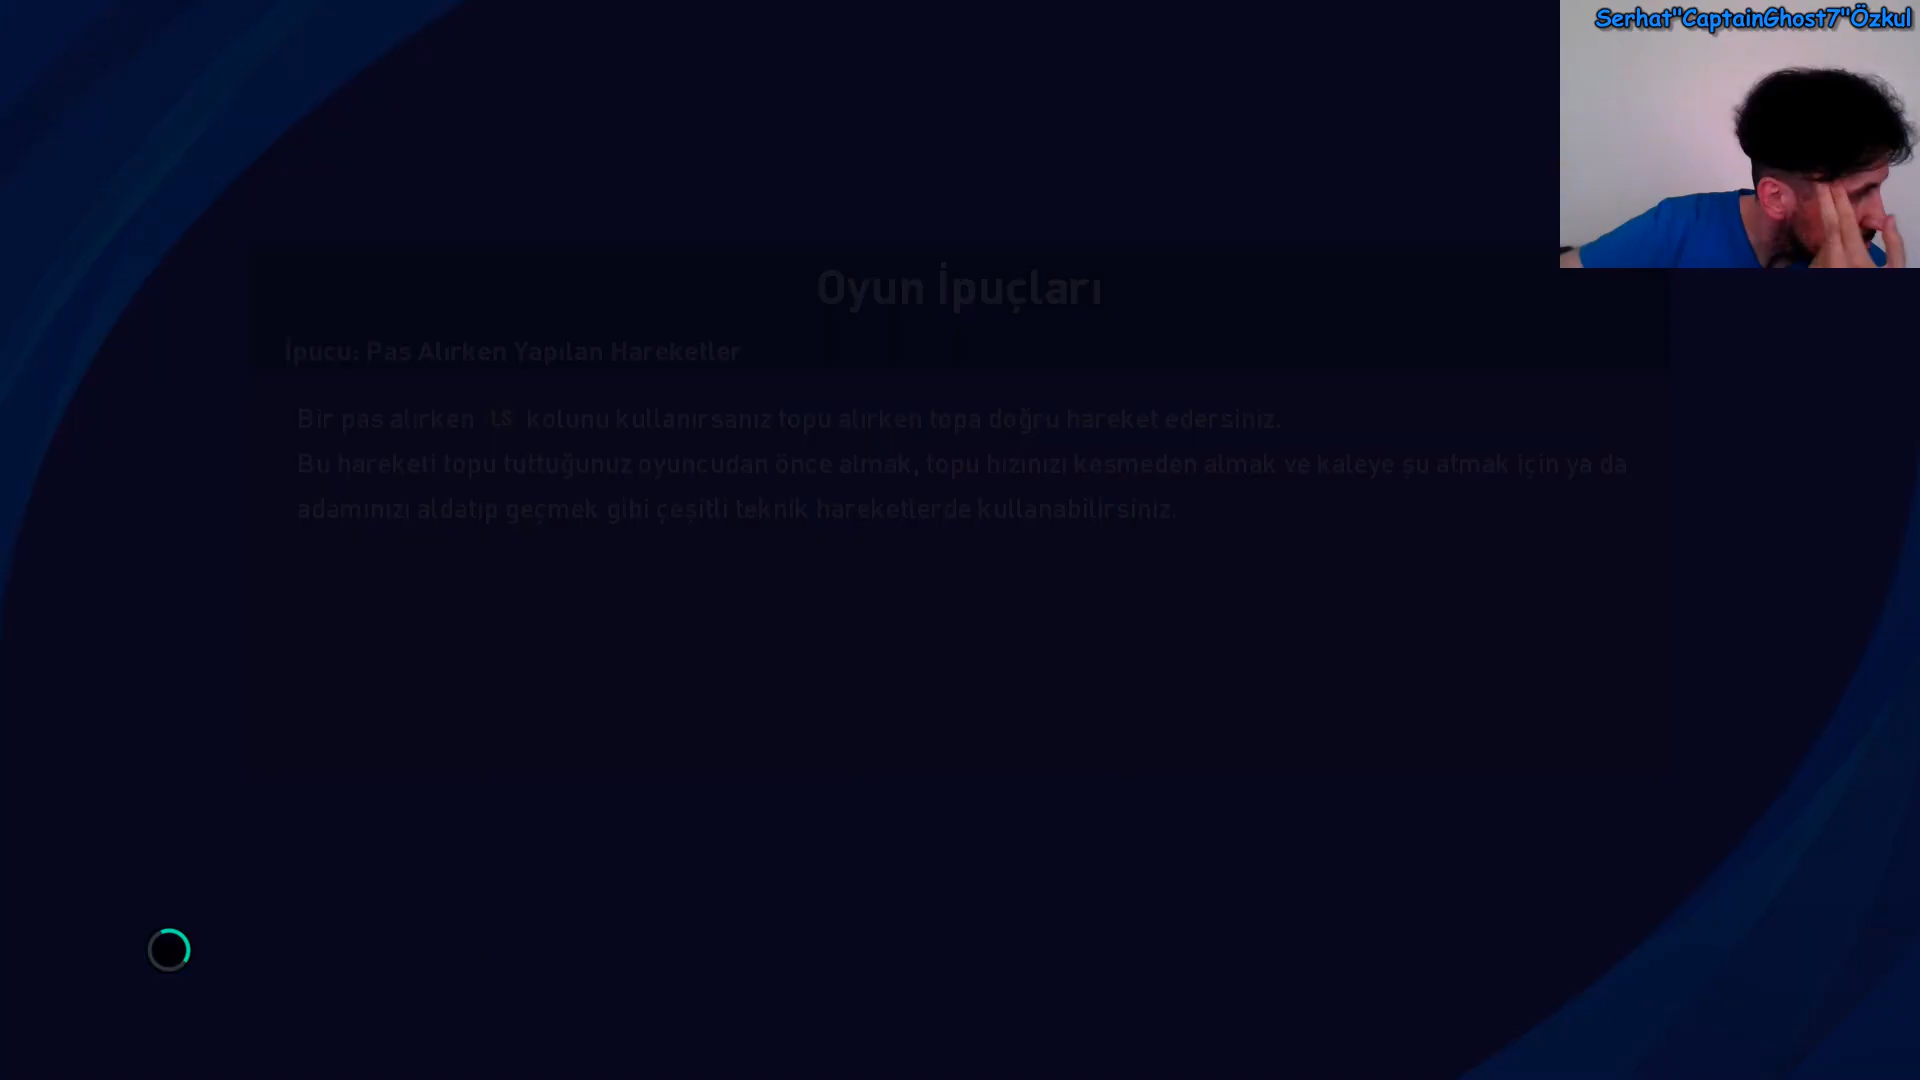 Serhat"CaptainGhost7"Özkul
Oyun İpuçları
İpucu: Pas Alırken Yapılan Hareketler
Bir pas alırken LS kolunu kullanırsanız topu alırken topa doğru hareket edersiniz.
Bu hareketi topu tuttuğunuz oyuncudan önce almak, topu hızınızı kesmeden almak ve kaleye şu atmak için ya da
adamınızı aldatıp geçmek gibi çeşitli teknik hareketlerde kullanabilirsiniz.